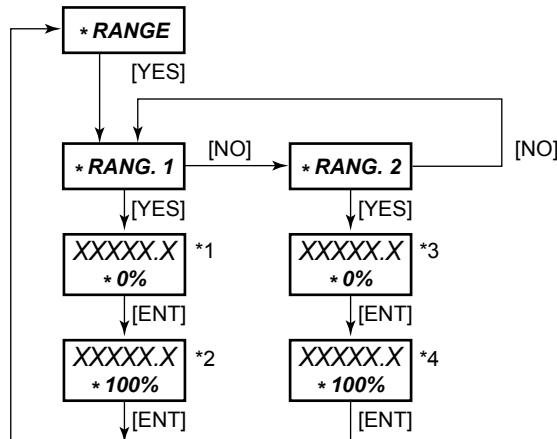 * RANGE
[YES]
* RANG. 1
[NO]
* RANG. 2
[NO]
[YES]
[YES]
XXXXX.X *1
* 0%
XXXXX.X *3
* 0%
[ENT]
[ENT]
XXXXX.X *2
* 100%
XXXXX.X *4
* 100%
[ENT]
[ENT]